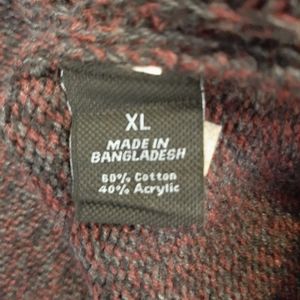 XL
MADE IN
BANGLADESH
60% Cotton
40% Acrylic